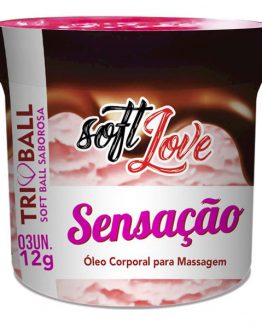 soft
Love
Sensação
Óleo Corporal para Massagem
TRI BALL
SOFT BALL SABOROSA
03UN.
12g